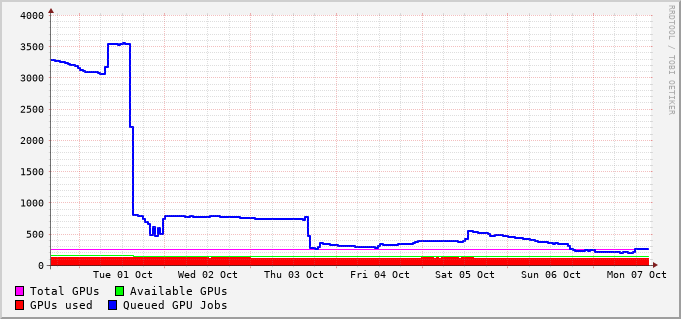 4000
3500
3000
2500
2000
1500
1000
500
0
Tue 01 Oct Wed 02 Oct Thu 03 Oct Fri 04 Oct Sat 05 Oct Sun 06 Oct Mon 07 Oct
Total GPUs Available GPUs
GPUs used Queued GPU Jobs
RRDTOOL / TOBI OETIKER